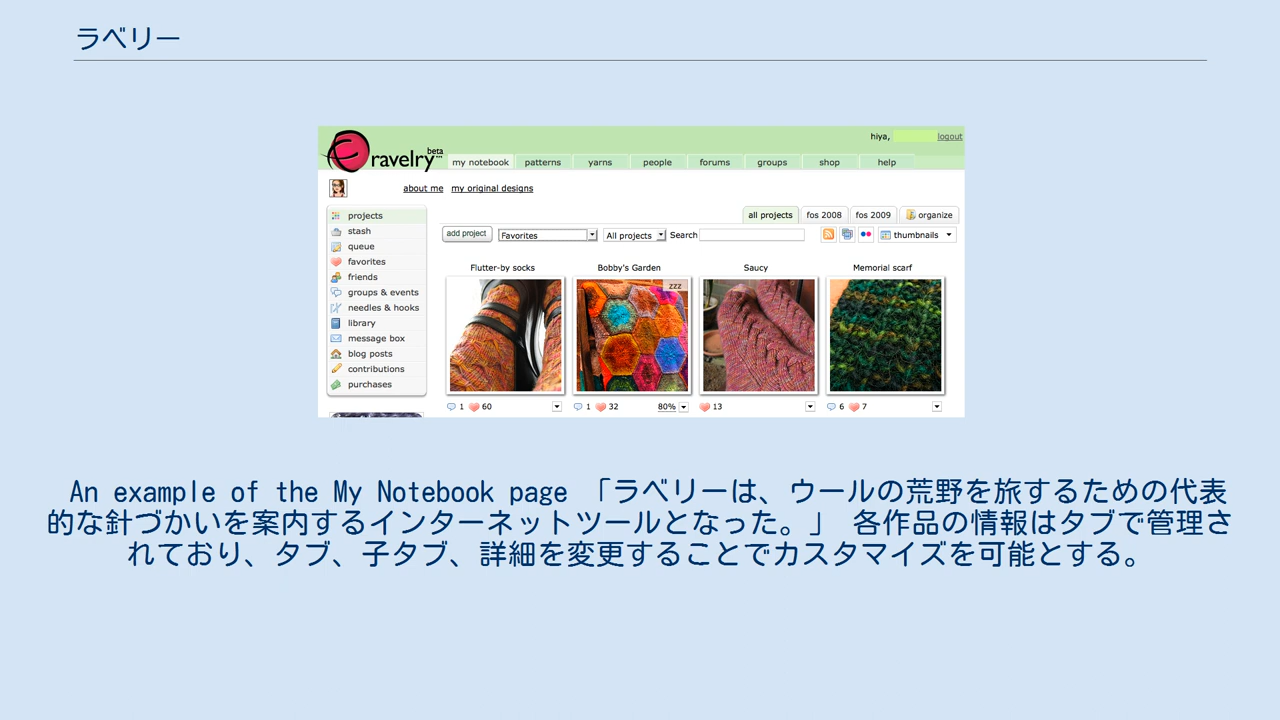 ラベリー
hiya, logout
ravelry beta
my notebook patterns yarns people forums groups shop help
about me my original designs
all projects fos 2008 fos 2009 organize
add project Favorites All projects Search thumbnails
projects
stash
queue
favorites
friends
groups & events
needles & hooks
library
message box
blog posts
contributions
purchases
Flutter-by socks Bobby's Garden Saucy Memorial scarf
zzz
1 60 1 32 80% 13 6 7
An example of the My Notebook page 「ラベリーは、ウールの荒野を旅するための代表
的な針づかいを案内するインターネットツールとなった。」 各作品の情報はタブで管理さ
れており、タブ、子タブ、詳細を変更することでカスタマイズを可能とする。